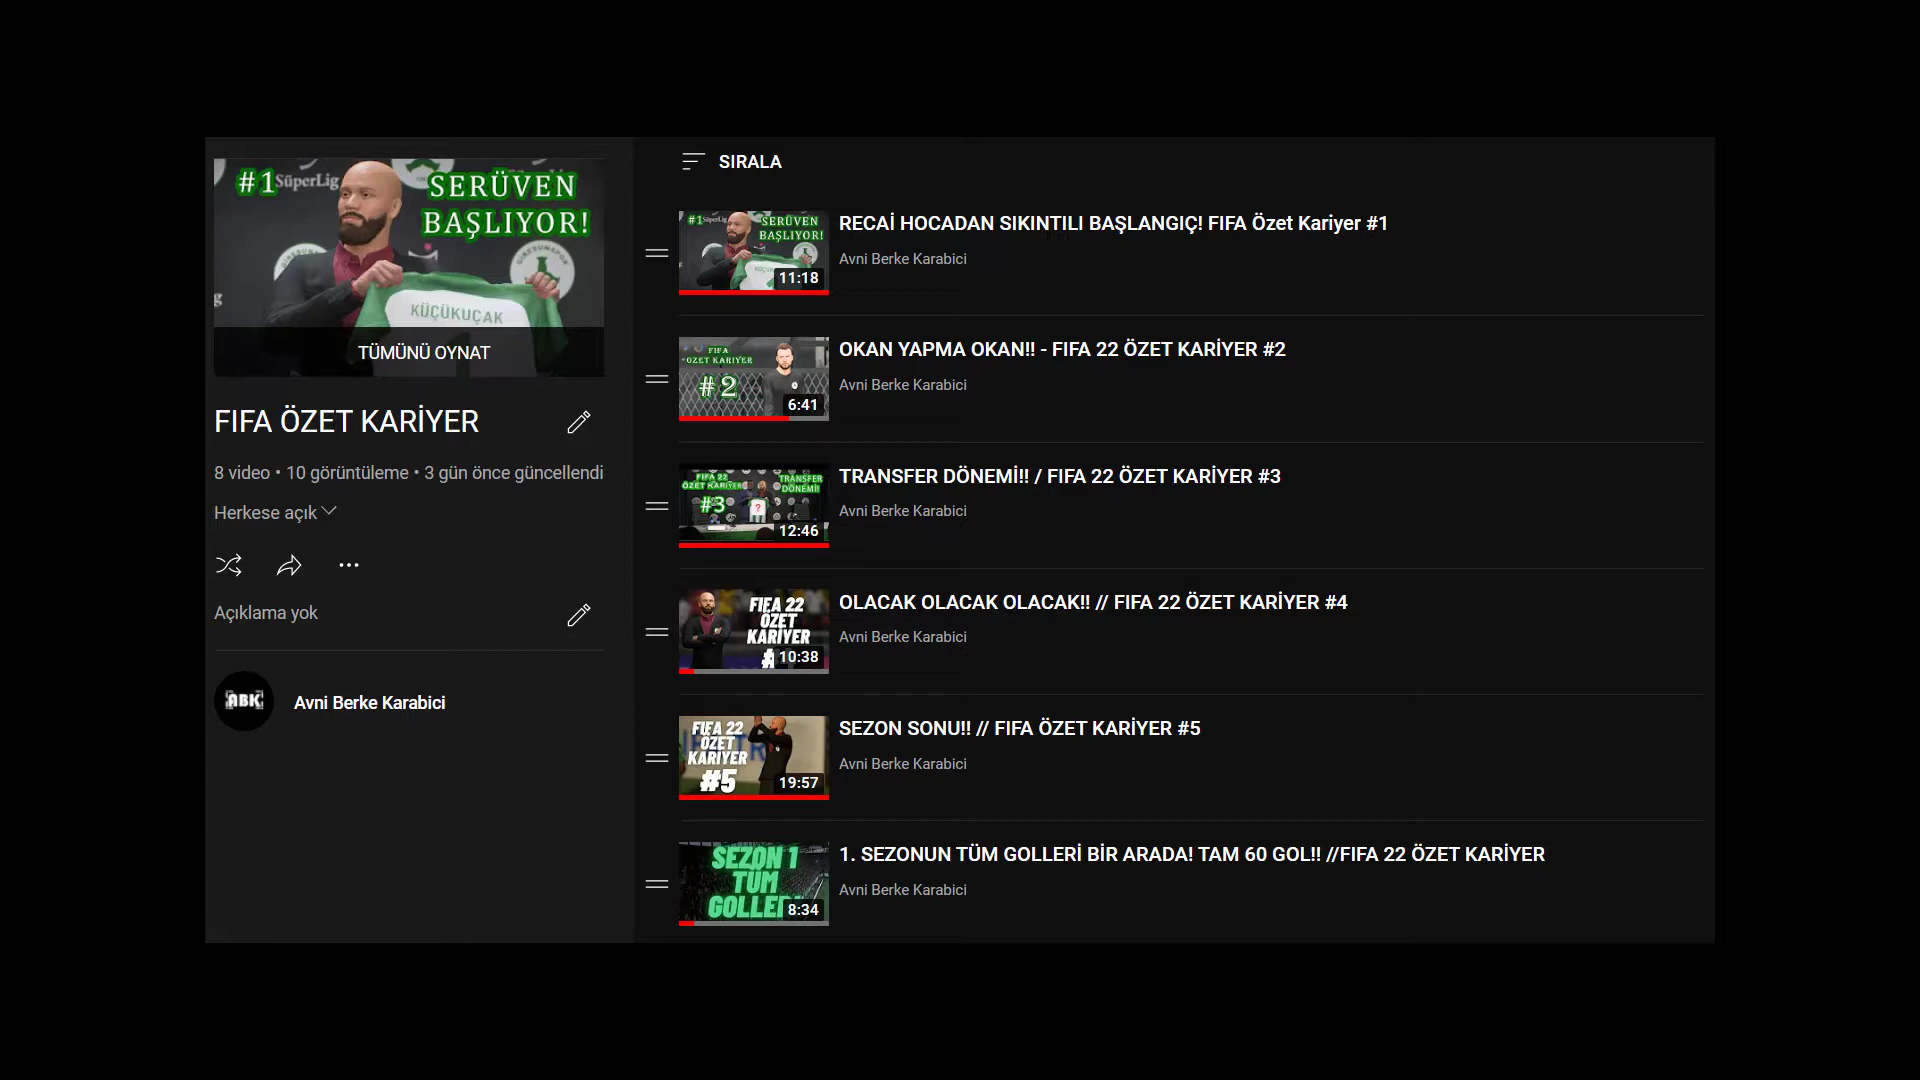 #1
SüperLig
SERÜVEN
BAŞLIYOR!
GİRESUNSPOR
KÜÇÜKUÇAK
TÜMÜNÜ OYNAT
FIFA ÖZET KARİYER
8 video • 10 görüntüleme • 3 gün önce güncellendi
Herkese açık
Açıklama yok
ABK
Avni Berke Karabici
SIRALA
#1 SüperLig SERÜVEN
BAŞLIYOR!
11:18
RECAİ HOCADAN SIKINTILI BAŞLANGIÇ! FIFA Özet Kariyer #1
Avni Berke Karabici
FIFA
ÖZET KARİYER
#2
6:41
OKAN YAPMA OKAN!! - FIFA 22 ÖZET KARİYER #2
Avni Berke Karabici
FIFA 22
ÖZET KARİYER
#3
TRANSFER
DÖNEMİ!
?
12:46
TRANSFER DÖNEMİ!! / FIFA 22 ÖZET KARİYER #3
Avni Berke Karabici
FIFA 22
ÖZET
KARİYER
#
10:38
OLACAK OLACAK OLACAK!! // FIFA 22 ÖZET KARİYER #4
Avni Berke Karabici
FIFA 22
ÖZET
KARİYER
#5
19:57
SEZON SONU!! // FIFA ÖZET KARİYER #5
Avni Berke Karabici
SEZON 1
TÜM
GOLLER
8:34
1. SEZONUN TÜM GOLLERİ BİR ARADA! TAM 60 GOL!! //FIFA 22 ÖZET KARİYER
Avni Berke Karabici